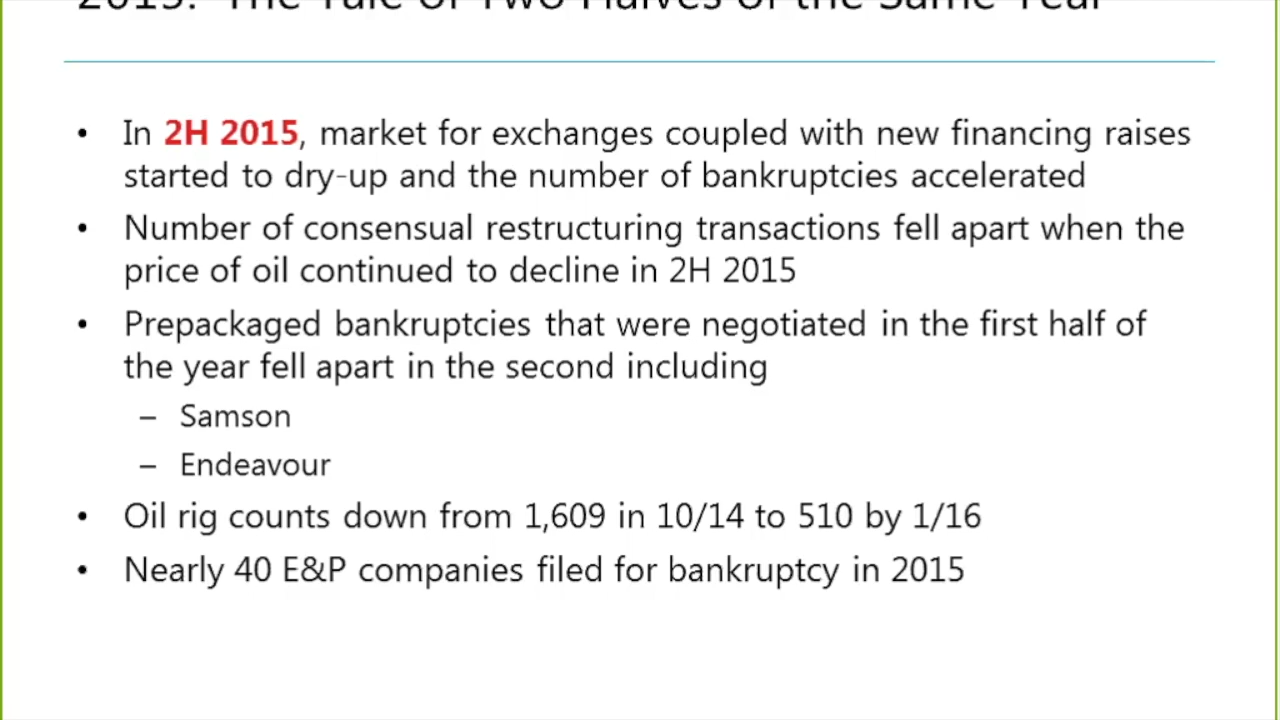 2015: The Tale of Two Halves of the Same Year
• In 2H 2015, market for exchanges coupled with new financing raises
started to dry-up and the number of bankruptcies accelerated
• Number of consensual restructuring transactions fell apart when the
price of oil continued to decline in 2H 2015
• Prepackaged bankruptcies that were negotiated in the first half of
the year fell apart in the second including
– Samson
– Endeavour
• Oil rig counts down from 1,609 in 10/14 to 510 by 1/16
• Nearly 40 E&P companies filed for bankruptcy in 2015